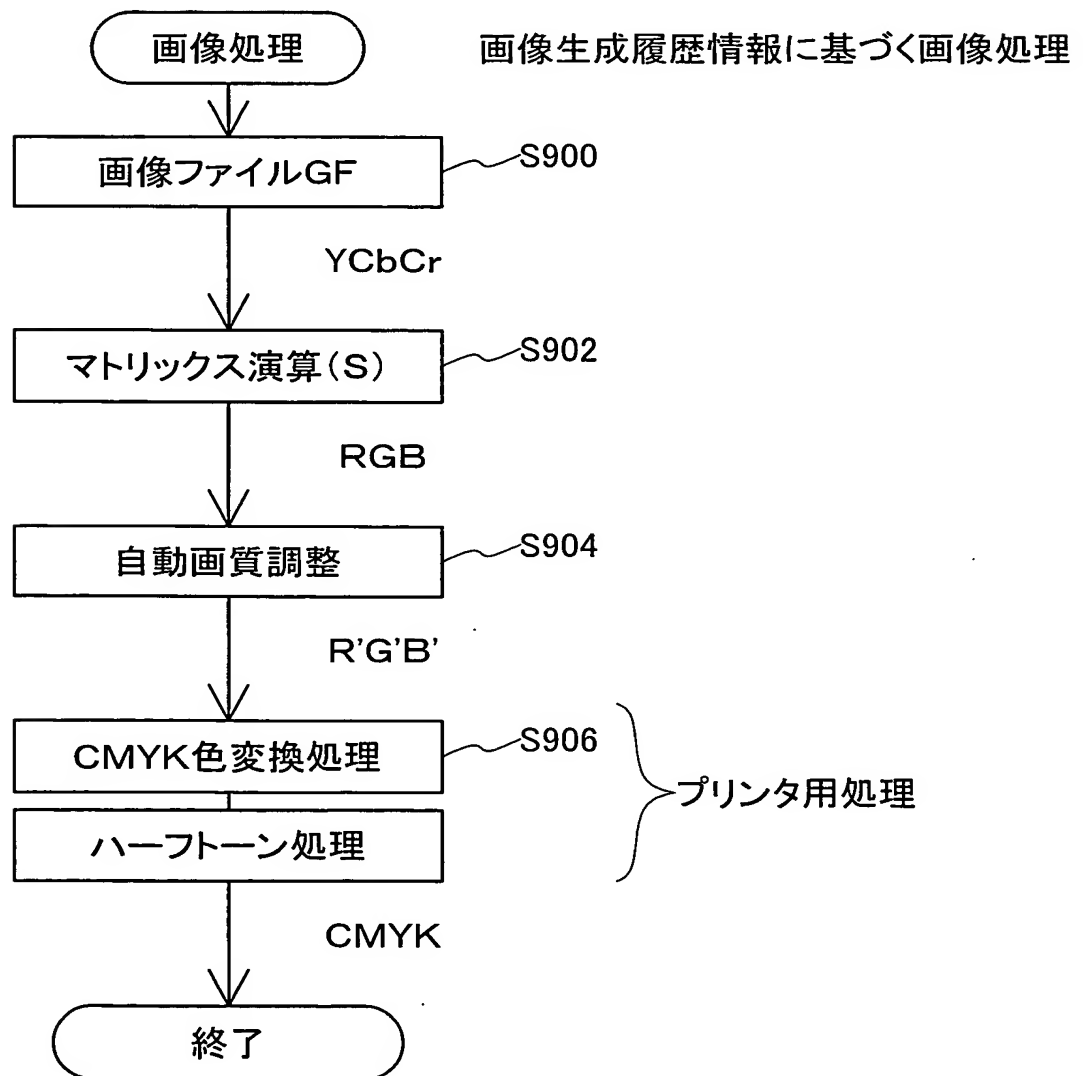 画像処理
画像生成履歴情報に基づく画像処理
画像ファイルGF
S900
YCbCr
マトリックス演算(S)
S902
RGB
自動画質調整
S904
R'G'B'
CMYK色変換処理
S906
プリンタ用処理
ハーフトーン処理
CMYK
終了